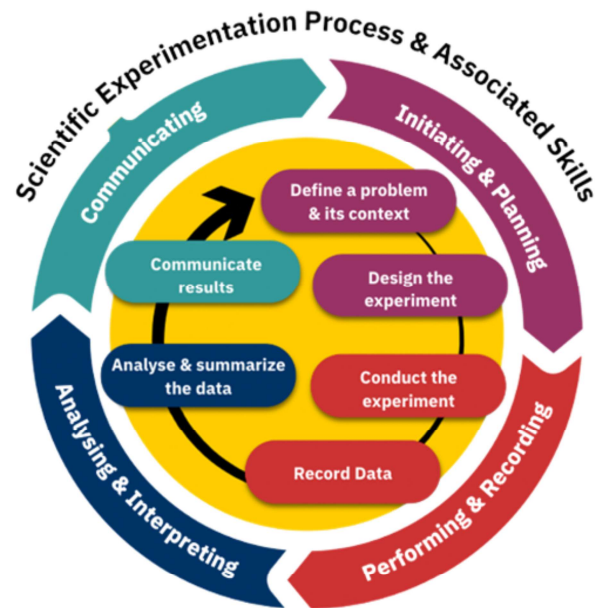 Scientific Experimentation Process & Associated Skills
Communicating
Initiating & Planning
Define a problem
& its context
Design the
experiment
Conduct the
experiment
Record Data
Analyse & summarize
the data
Communicate
results
Performing & Recording
Analysing & Interpreting